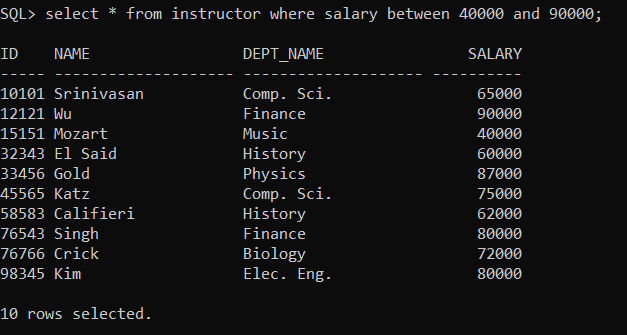 SQL> select * from instructor where salary between 40000 and 90000;

ID    NAME                 DEPT_NAME                SALARY
----- -------------------- -------------------- ----------
10101 Srinivasan           Comp. Sci.                65000
12121 Wu                   Finance                   90000
15151 Mozart               Music                     40000
32343 El Said              History                   60000
33456 Gold                 Physics                   87000
45565 Katz                 Comp. Sci.                75000
58583 Califieri            History                   62000
76543 Singh                Finance                   80000
76766 Crick                Biology                   72000
98345 Kim                  Elec. Eng.                80000

10 rows selected.